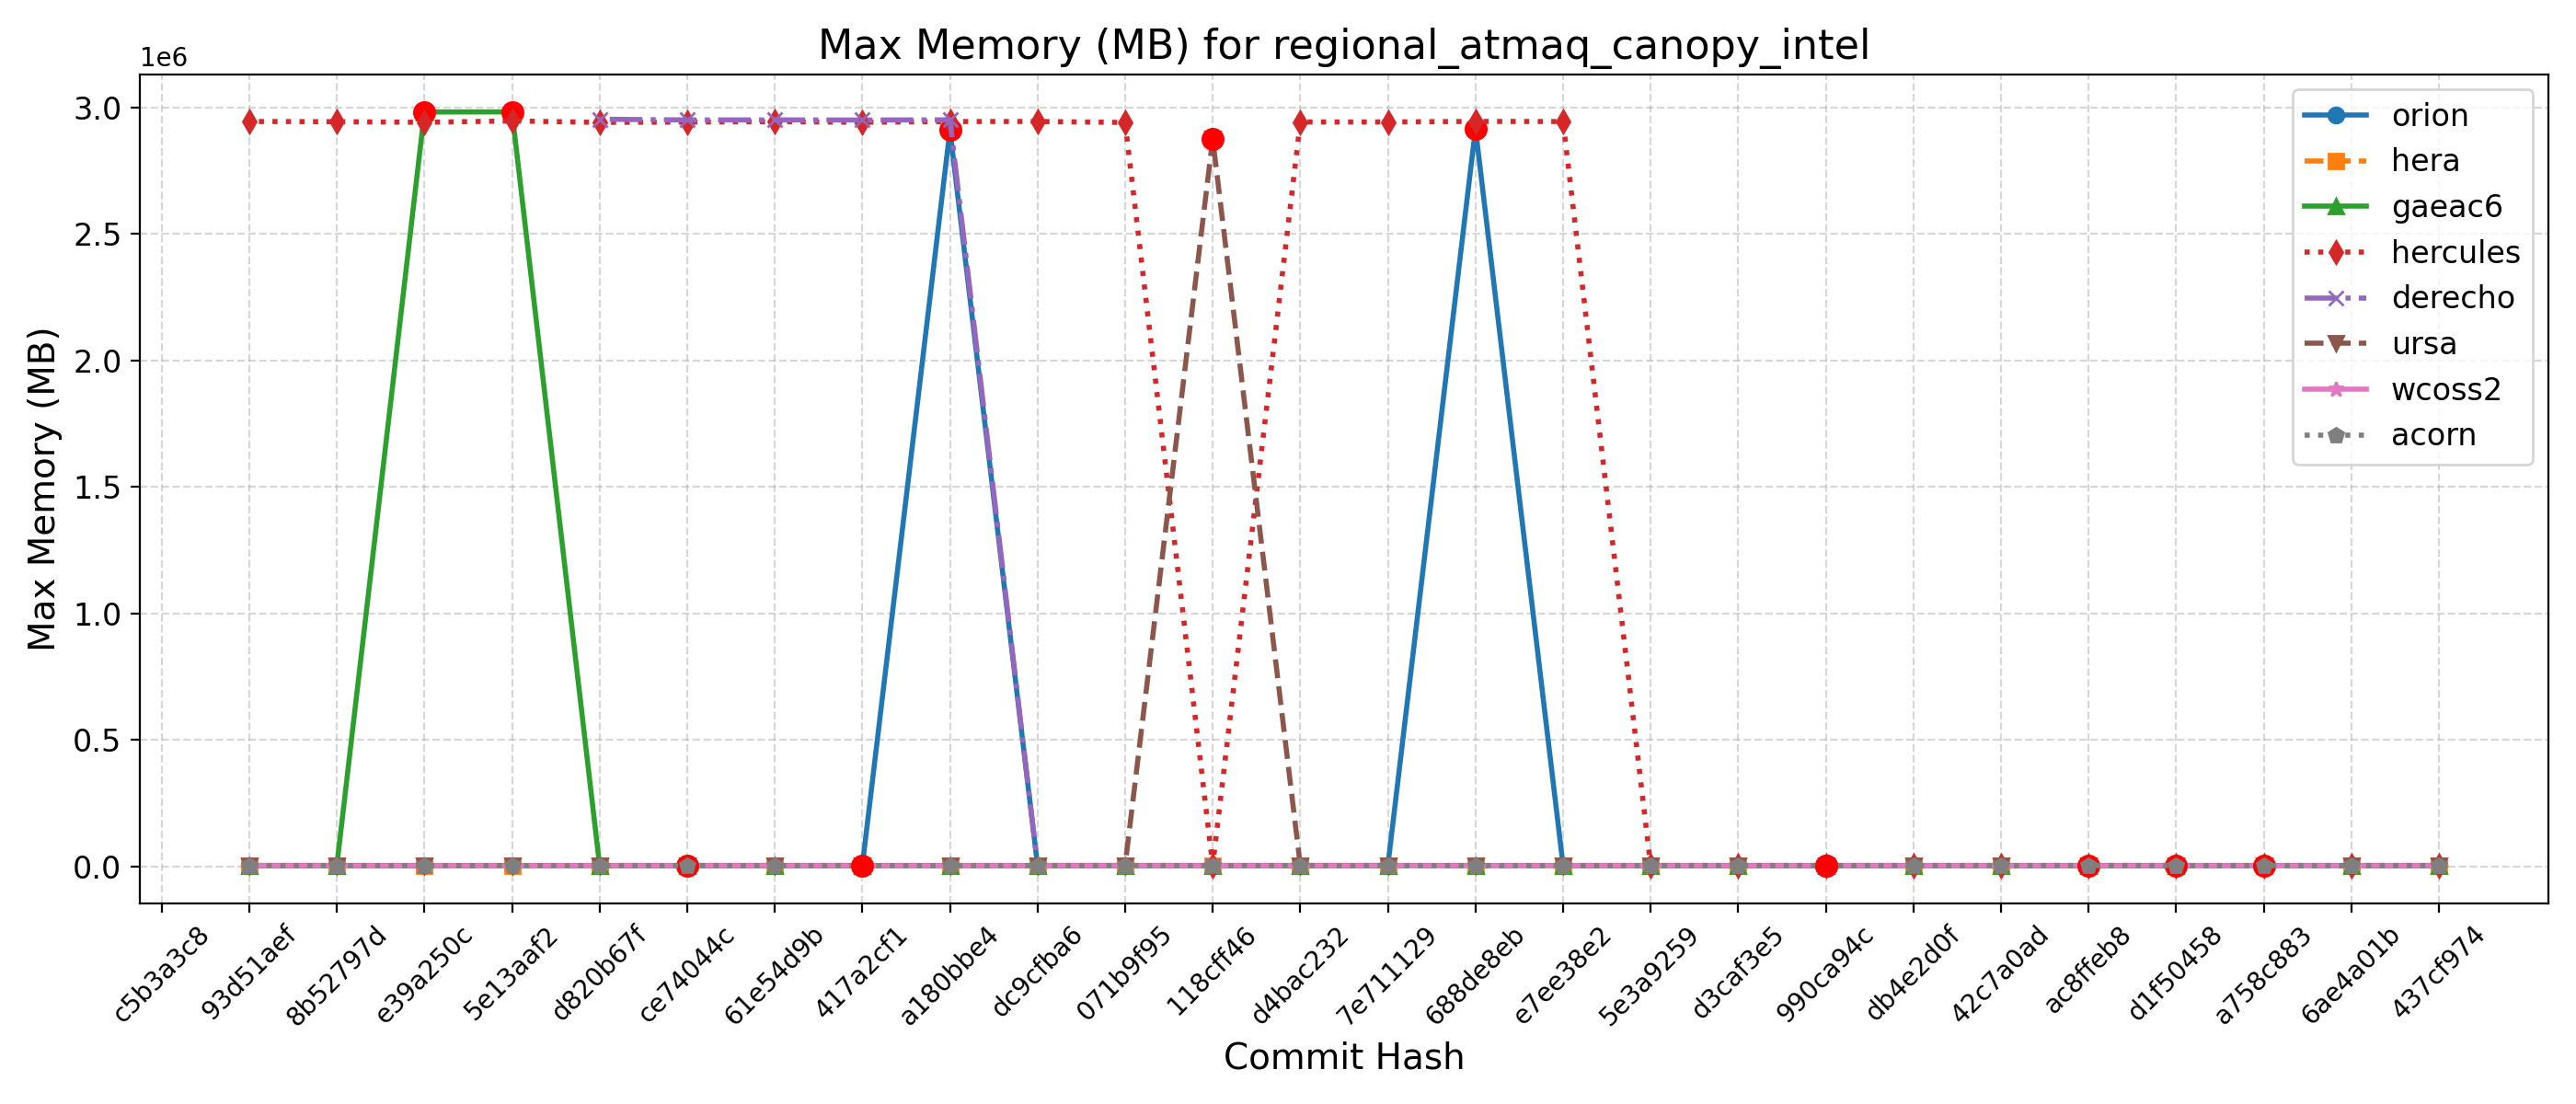 Max Memory (MB) for regional_atmaq_canopy_intel
1e6
3.0
2.5
2.0
1.5
1.0
0.5
0.0
Max Memory (MB)
orion
hera
gaeac6
hercules
derecho
ursa
wcoss2
acorn
c5b3a3c8
93d51aef
8b52797d
e39a250c
5e13aaf2
d820b67f
ce74044c
61e54d9b
417a2cf1
a180bbe4
dc9cfba6
071b9f95
118cff46
d4bac232
7e711129
688de8eb
e7ee38e2
5e3a9259
d3caf3e5
990ca94c
db4e2d0f
42c7a0ad
ac8ffeb8
d1f50458
a758c883
6ae4a01b
437cf974
Commit Hash